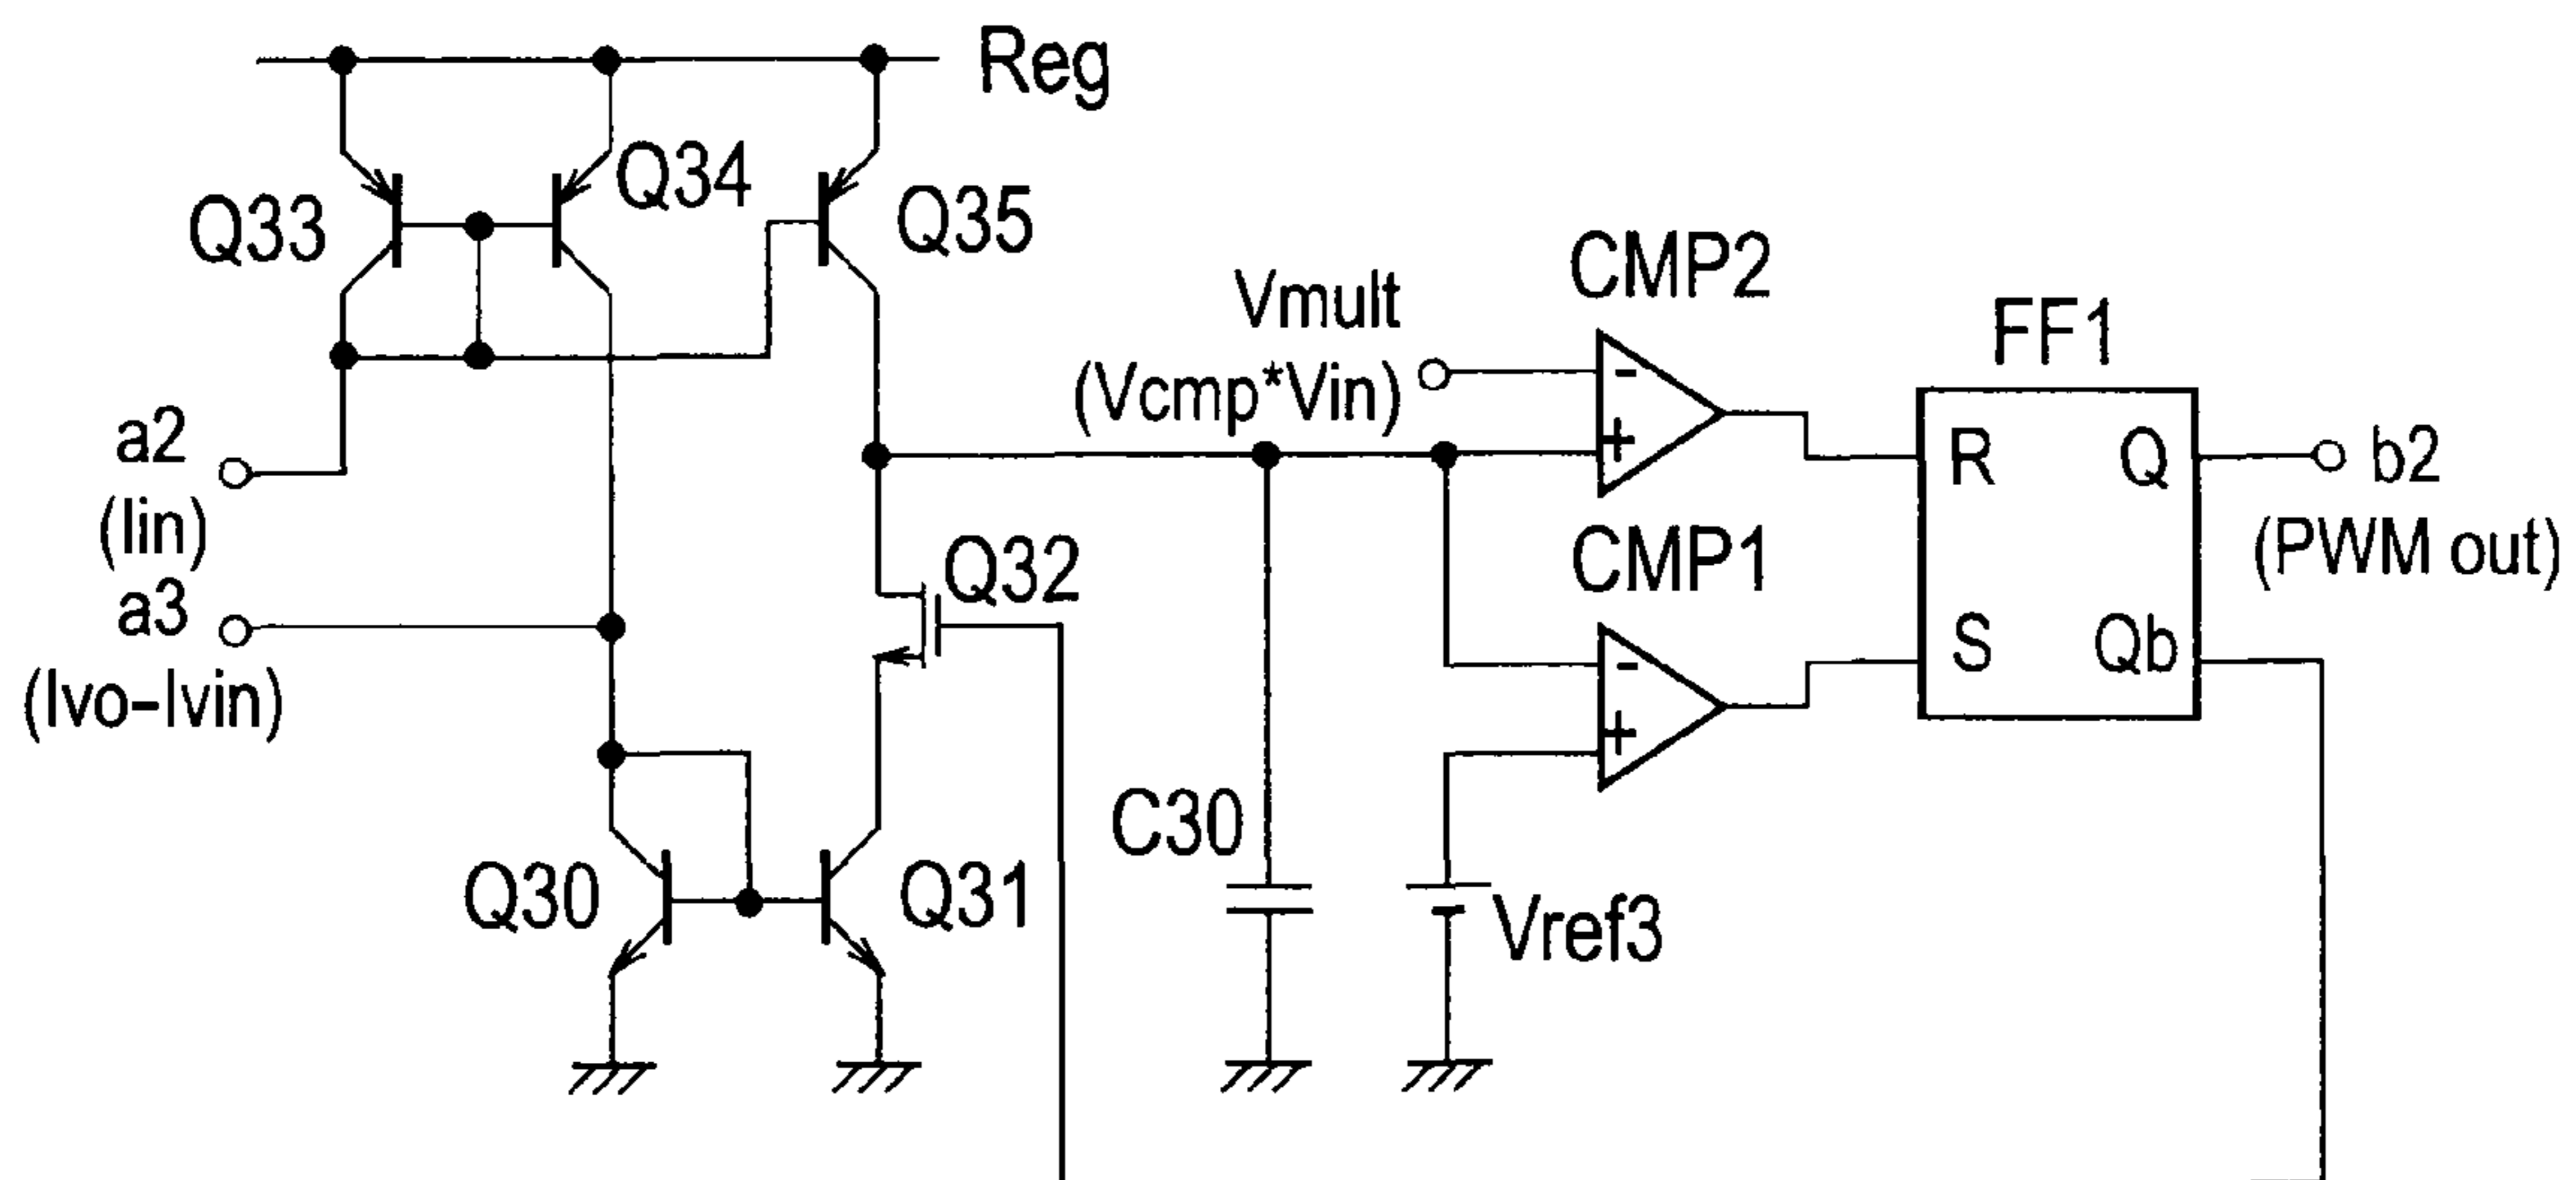 Reg
Q33
Q34
Q35
CMP2
Vmult
(Vcmp*Vin)
-
+
FF1
R
Q
S
Qb
b2
(PWM out)
a2
(Iin)
a3
(Ivo-Ivin)
Q32
CMP1
-
+
C30
Vref3
Q30
Q31